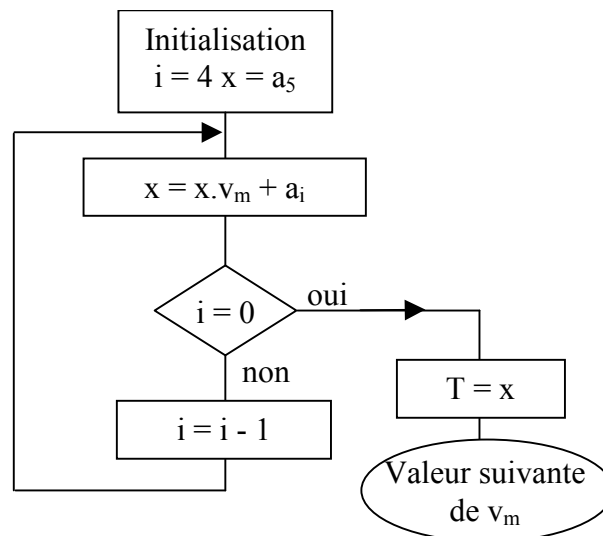 Initialisation
i = 4 x = a₅
x = x.vₘ + aᵢ
i = 0
oui
non
i = i - 1
T = x
Valeur suivante
de vₘ